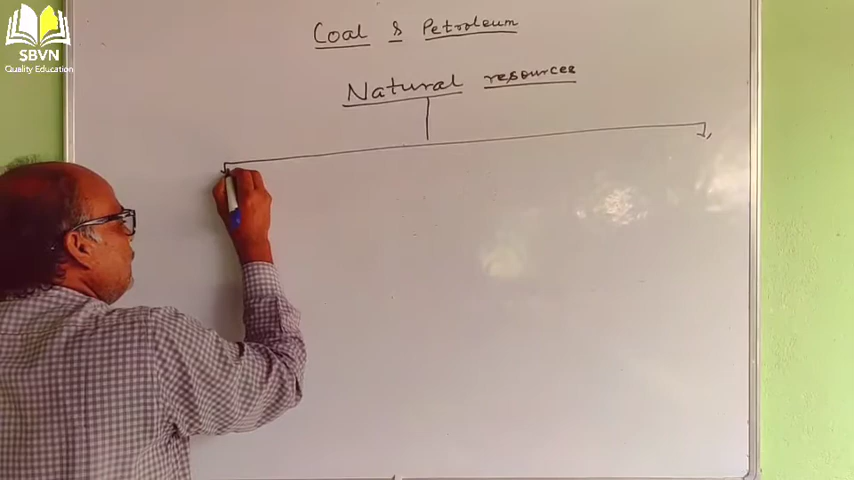 SBVN
Quality Education
Coal & Petroleum
Natural resources